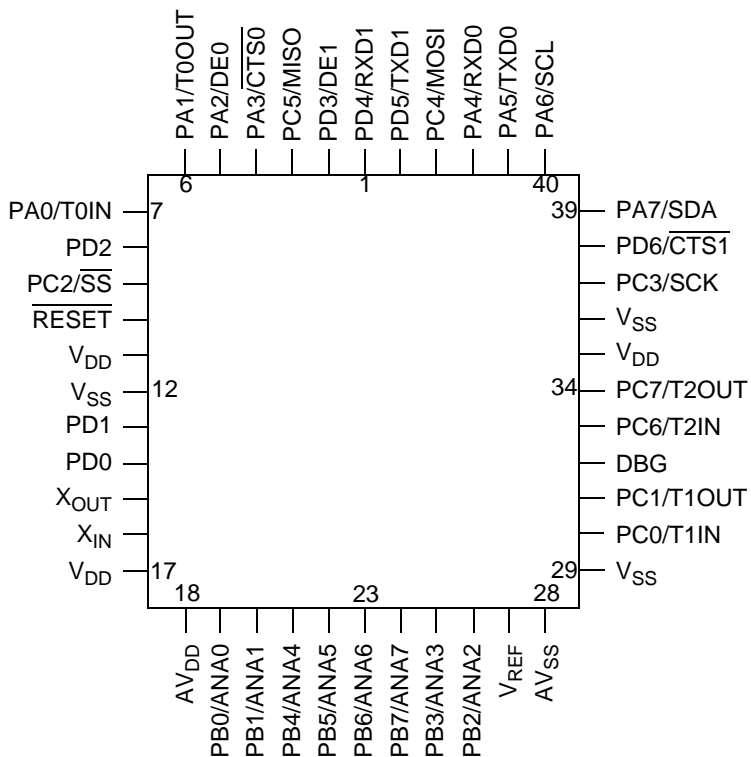 PA1/T0OUT
PA2/DE0
PA3/C̅T̅S̅0̅
PC5/MISO
PD3/DE1
PD4/RXD1
PD5/TXD1
PC4/MOSI
PA4/RXD0
PA5/TXD0
PA6/SCL
6
1
40
PA0/T0IN
7
PD2
PC2/S̅S̅
R̅E̅S̅E̅T̅
VDD
VSS
12
PD1
PD0
XOUT
XIN
VDD
17
39
PA7/SDA
PD6/C̅T̅S̅1̅
PC3/SCK
VSS
VDD
34
PC7/T2OUT
PC6/T2IN
DBG
PC1/T1OUT
PC0/T1IN
29
VSS
18
23
28
AVDD
PB0/ANA0
PB1/ANA1
PB4/ANA4
PB5/ANA5
PB6/ANA6
PB7/ANA7
PB3/ANA3
PB2/ANA2
VREF
AVSS